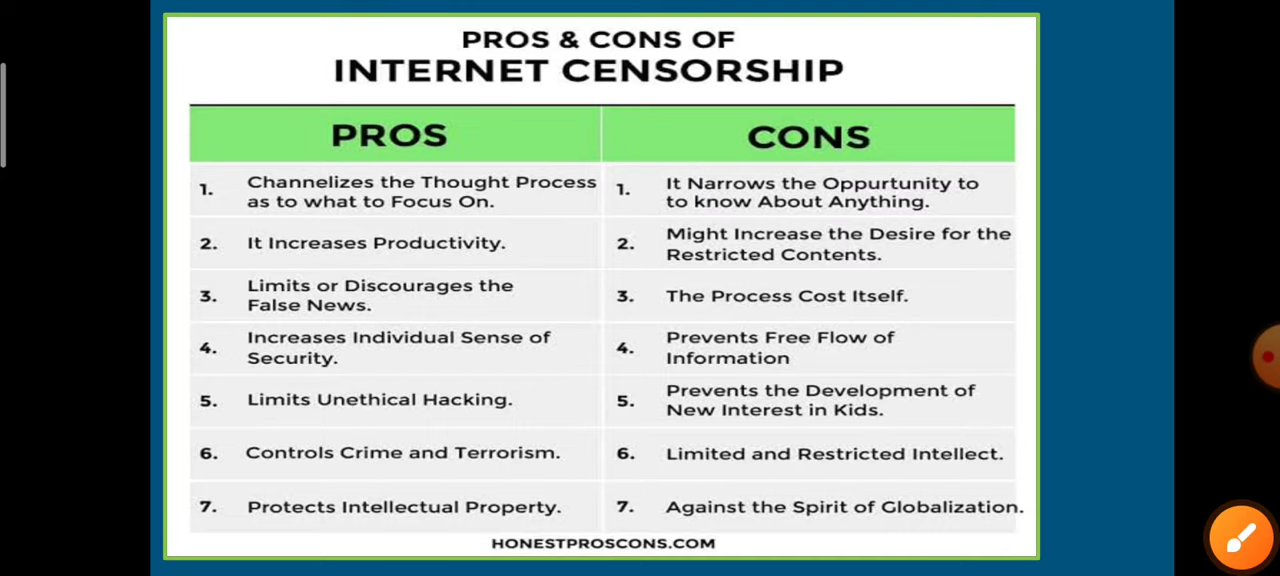 PROS & CONS OF
INTERNET CENSORSHIP
PROS
CONS
1. Channelizes the Thought Process
as to what to Focus On.
1. It Narrows the Oppurtunity to
to know About Anything.
2. It Increases Productivity.
2. Might Increase the Desire for the
Restricted Contents.
3. Limits or Discourages the
False News.
3. The Process Cost Itself.
4. Increases Individual Sense of
Security.
4. Prevents Free Flow of
Information
5. Limits Unethical Hacking.
5. Prevents the Development of
New Interest in Kids.
6. Controls Crime and Terrorism.
6. Limited and Restricted Intellect.
7. Protects Intellectual Property.
7. Against the Spirit of Globalization.
HONESTPROSCONS.COM